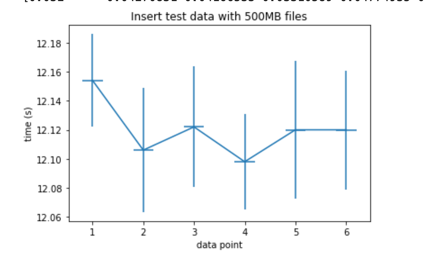 Insert test data with 500MB files
12.18
12.16
12.14
12.12
12.10
12.08
12.06
time (s)
1 2 3 4 5 6
data point